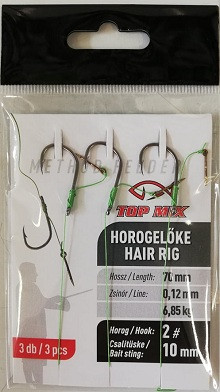 METHOD FEEDER
TOP MIX
HOROGELŐKE
HAIR RIG
Hossz / Length: 70 mm
Zsinór / Line: 0,12 mm
6,85 kg
Horog / Hook: 2 #
Csalitüske / Bait sting: 10 mm
3 db / 3 pcs